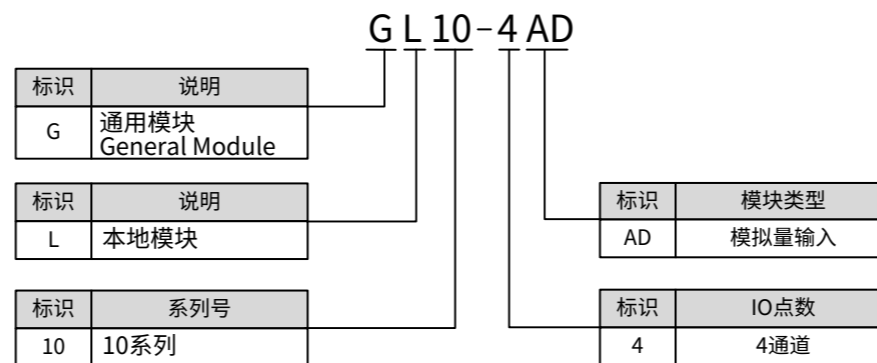 GL10-4AD
标识 说明
G 通用模块
General Module
标识 说明
L 本地模块
标识 系列号
10 10系列
标识 模块类型
AD 模拟量输入
标识 IO点数
4 4通道